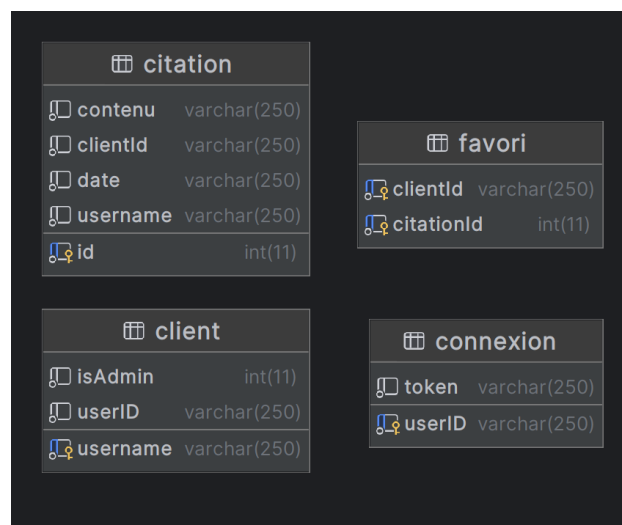 citation
contenu varchar(250)
clientId varchar(250)
date varchar(250)
username varchar(250)
id int(11)
favori
clientId varchar(250)
citationId int(11)
client
isAdmin int(11)
userID varchar(250)
username varchar(250)
connexion
token varchar(250)
userID varchar(250)